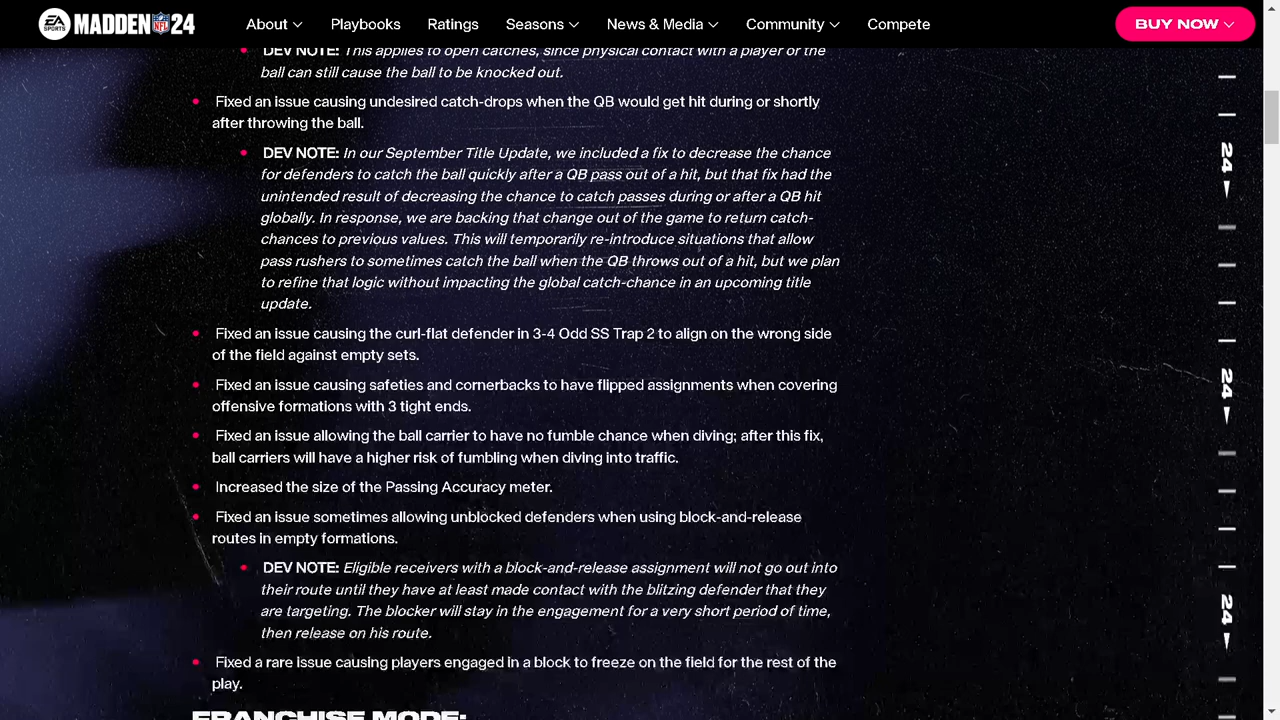 EA SPORTS MADDEN NFL 24 About Playbooks Ratings Seasons News & Media Community Compete BUY NOW
DEV NOTE: This applies to open catches, since physical contact with a player or the
ball can still cause the ball to be knocked out.
Fixed an issue causing undesired catch-drops when the QB would get hit during or shortly
after throwing the ball.
DEV NOTE: In our September Title Update, we included a fix to decrease the chance
for defenders to catch the ball quickly after a QB pass out of a hit, but that fix had the
unintended result of decreasing the chance to catch passes during or after a QB hit
globally. In response, we are backing that change out of the game to return catch-
chances to previous values. This will temporarily re-introduce situations that allow
pass rushers to sometimes catch the ball when the QB throws out of a hit, but we plan
to refine that logic without impacting the global catch-chance in an upcoming title
update.
Fixed an issue causing the curl-flat defender in 3-4 Odd SS Trap 2 to align on the wrong side
of the field against empty sets.
Fixed an issue causing safeties and cornerbacks to have flipped assignments when covering
offensive formations with 3 tight ends.
Fixed an issue allowing the ball carrier to have no fumble chance when diving; after this fix,
ball carriers will have a higher risk of fumbling when diving into traffic.
Increased the size of the Passing Accuracy meter.
Fixed an issue sometimes allowing unblocked defenders when using block-and-release
routes in empty formations.
DEV NOTE: Eligible receivers with a block-and-release assignment will not go out into
their route until they have at least made contact with the blitzing defender that they
are targeting. The blocker will stay in the engagement for a very short period of time,
then release on his route.
Fixed a rare issue causing players engaged in a block to freeze on the field for the rest of the
play.
FRANCHISE MODE:
24
24
24